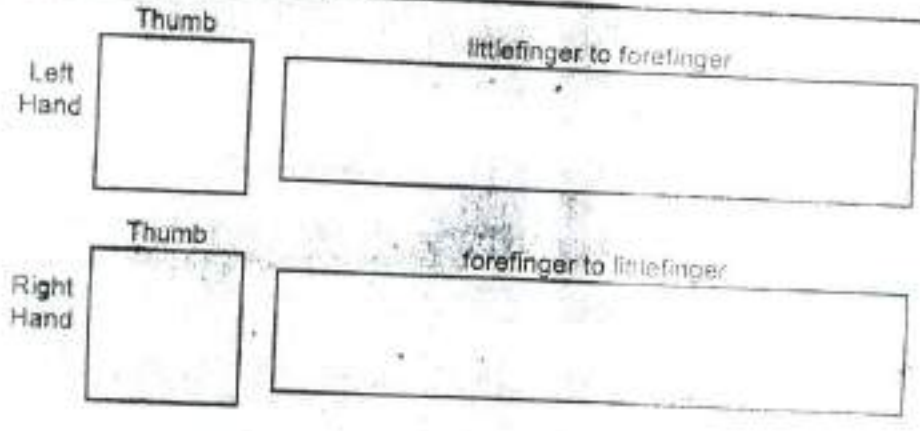 Thumb
littlefinger to forefinger
Left
Hand
Thumb
forefinger to littlefinger
Right
Hand